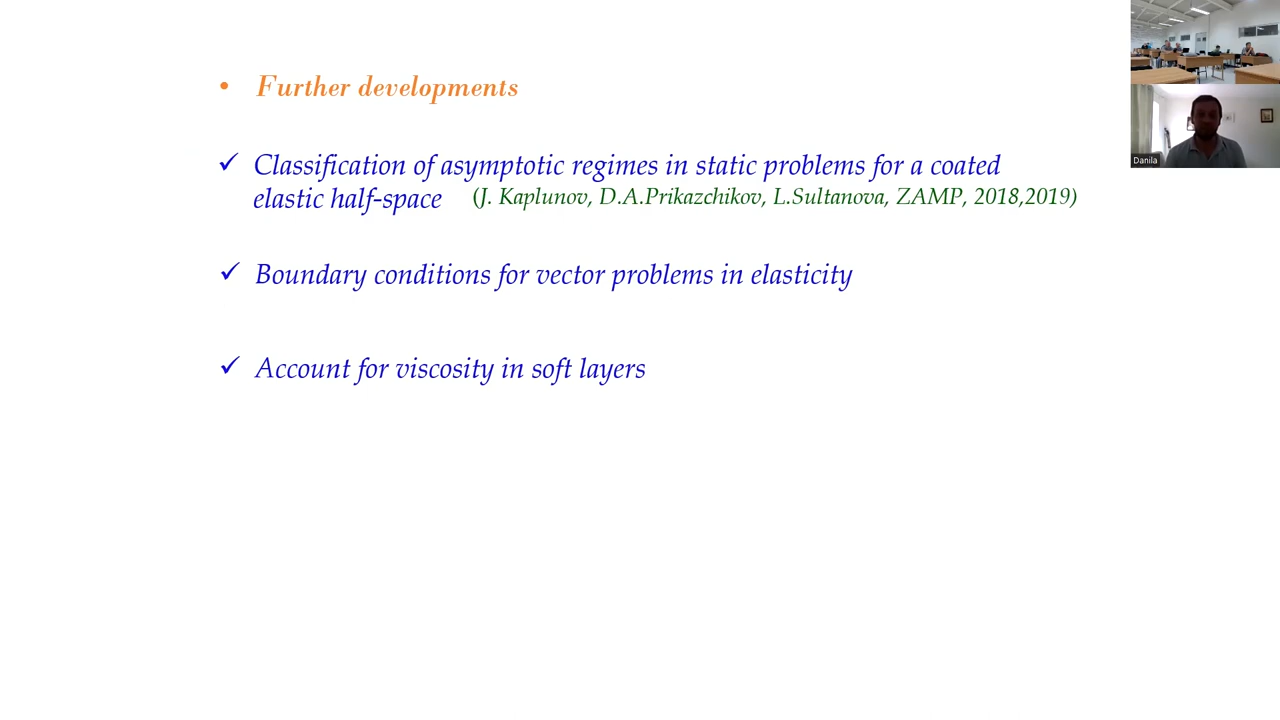 • Further developments
✓ Classification of asymptotic regimes in static problems for a coated
elastic half-space (J. Kaplunov, D.A.Prikazchikov, L.Sultanova, ZAMP, 2018,2019)
✓ Boundary conditions for vector problems in elasticity
✓ Account for viscosity in soft layers
Danila